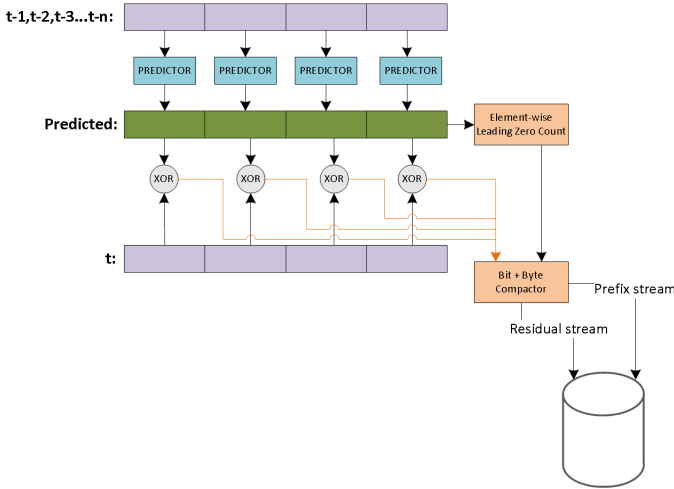 t-1,t-2,t-3...t-n:
PREDICTOR PREDICTOR PREDICTOR PREDICTOR
Predicted:
Element-wise
Leading Zero Count
XOR XOR XOR XOR
t:
Bit + Byte
Compactor
Prefix stream
Residual stream